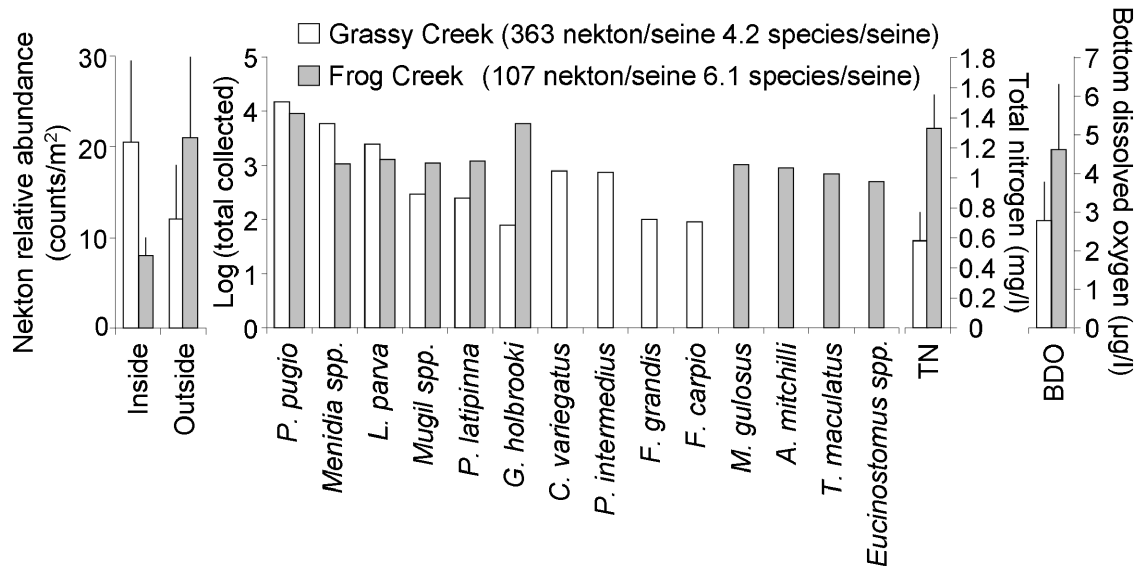 Grassy Creek (363 nekton/seine 4.2 species/seine)
Frog Creek (107 nekton/seine 6.1 species/seine)
Nekton relative abundance
(counts/m²)
30
20
10
0
Inside
Outside
Log (total collected)
5
4
3
2
1
0
P. pugio
Menidia spp.
L. parva
Mugil spp.
P. latipinna
G. holbrooki
C. variegatus
P. intermedius
F. grandis
F. carpio
M. gulosus
A. mitchilli
T. maculatus
Eucinostomus spp.
1.8
1.6
1.4
1.2
1
0.8
0.6
0.4
0.2
0
Total nitrogen (mg/l)
TN
7
6
5
4
3
2
1
0
Bottom dissolved oxygen
(µg/l)
BDO